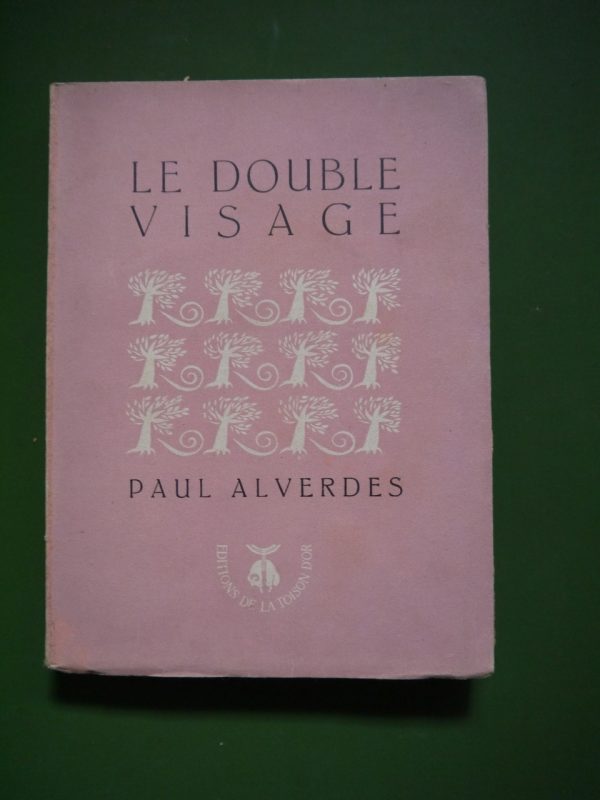 LE DOUBLE
VISAGE
PAUL ALVERDES
EDITIONS DE LA TOISON D'OR